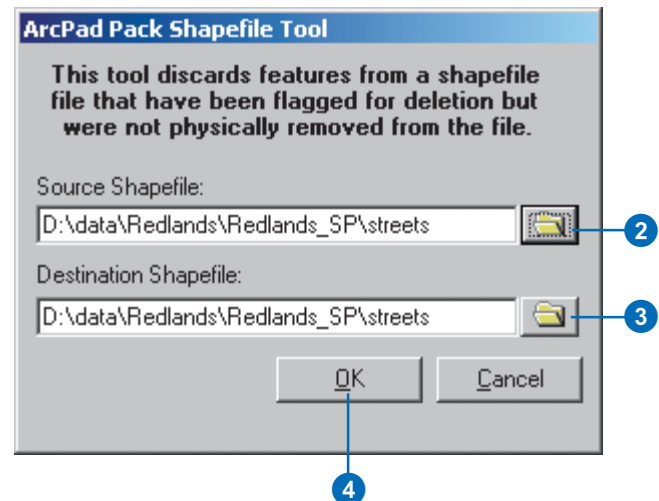 ArcPad Pack Shapefile Tool
This tool discards features from a shapefile
file that have been flagged for deletion but
were not physically removed from the file.
Source Shapefile:
D:\data\Redlands\Redlands_SP\streets
2
Destination Shapefile:
D:\data\Redlands\Redlands_SP\streets
3
OK
Cancel
4